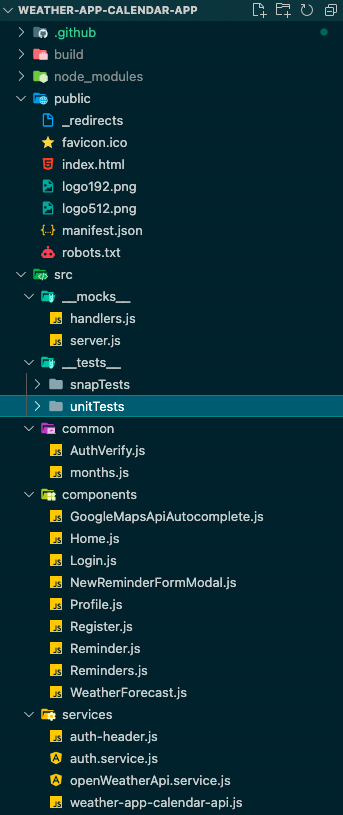 WEATHER-APP-CALENDAR-APP
.github
build
node_modules
public
_redirects
favicon.ico
index.html
logo192.png
logo512.png
manifest.json
robots.txt
src
__mocks__
handlers.js
server.js
__tests__
snapTests
unitTests
common
AuthVerify.js
months.js
components
GoogleMapsApiAutocomplete.js
Home.js
Login.js
NewReminderFormModal.js
Profile.js
Register.js
Reminder.js
Reminders.js
WeatherForecast.js
services
auth-header.js
auth.service.js
openWeatherApi.service.js
weather-app-calendar-api.js